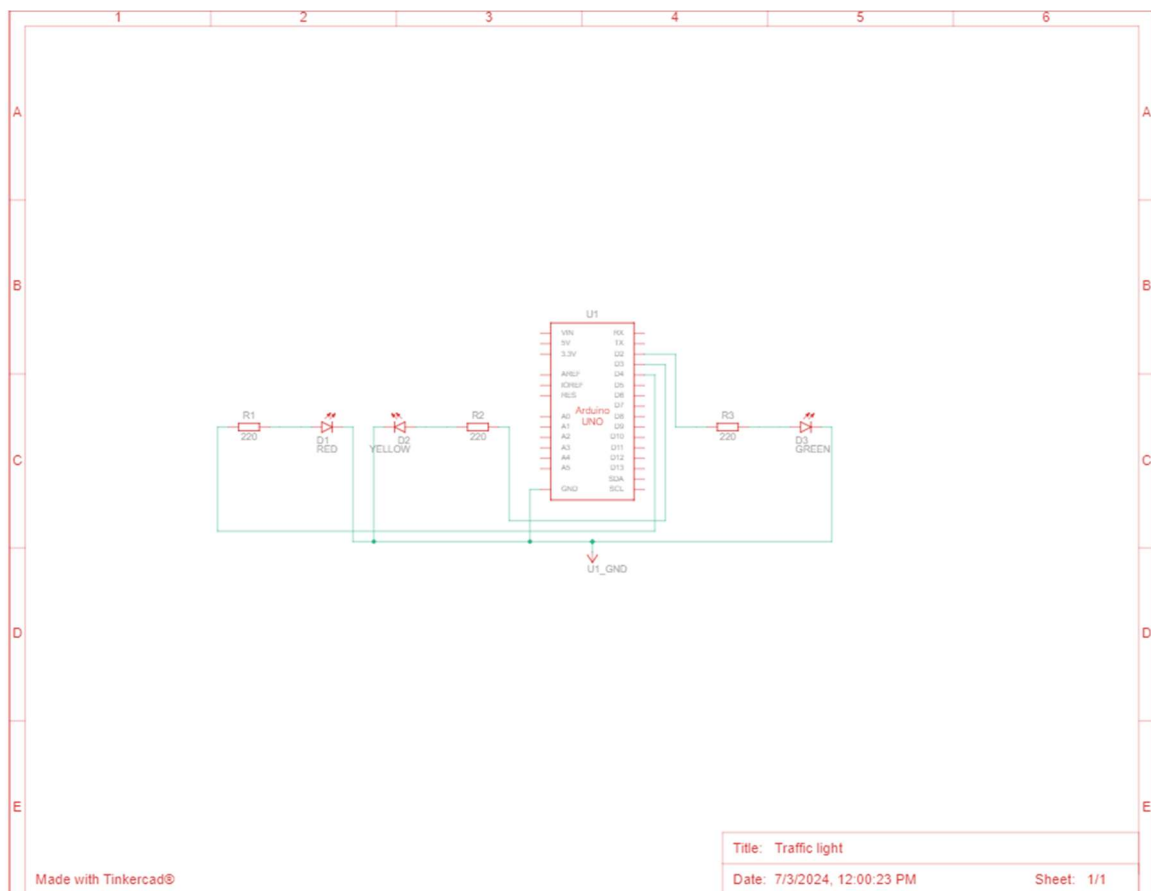 1 2 3 4 5 6
A A
B B
C C
D D
E E
U1
VIN RX
5V TX
3.3V D2
D3
AREF D4
IOREF D5
RES D6
D7
A0 D8
A1 D9
A2 D10
A3 D11
A4 D12
A5 D13
SDA
GND SCL
Arduino
UNO
R1
220
D1
RED
D2
YELLOW
R2
220
R3
220
D3
GREEN
U1_GND
Title: Traffic light
Made with Tinkercad®
Date: 7/3/2024, 12:00:23 PM Sheet: 1/1